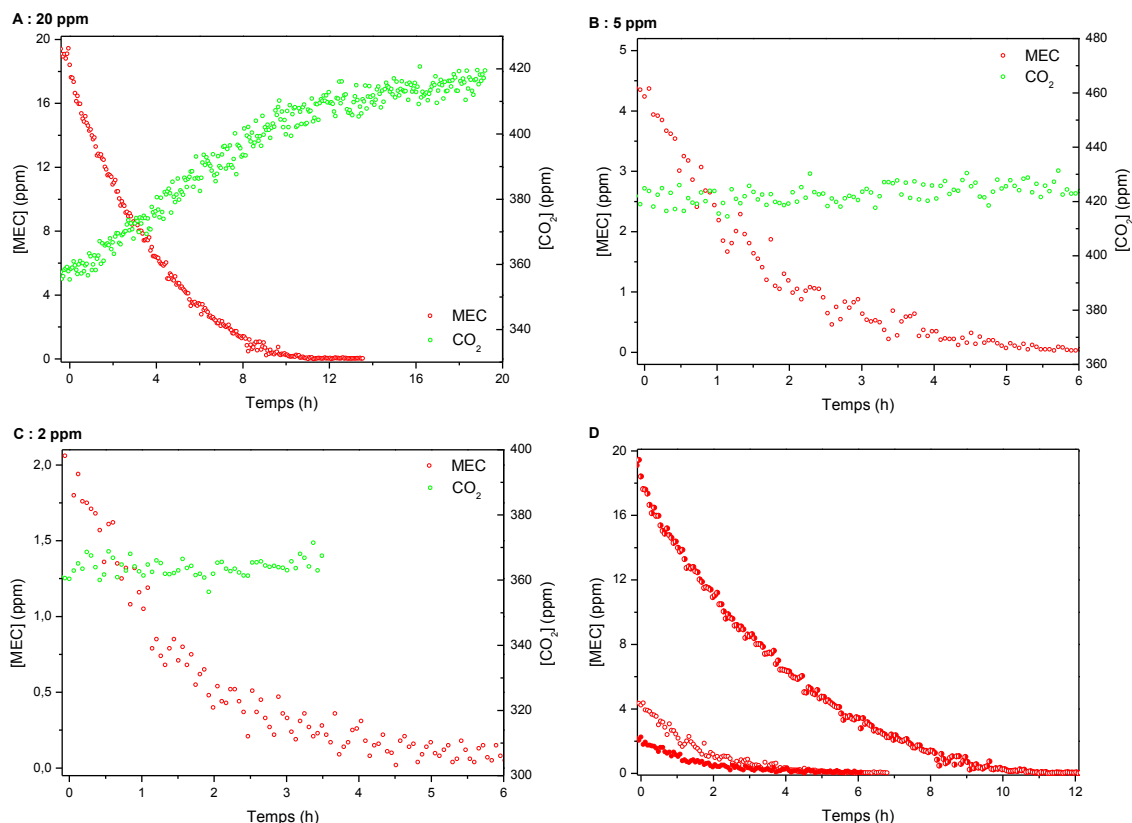 A : 20 ppm
20
16
12
8
4
0
[MEC] (ppm)
420
400
380
360
340
[CO2] (ppm)
MEC
CO2
0 4 8 12 16 20
Temps (h)
B : 5 ppm
5
4
3
2
1
0
[MEC] (ppm)
480
460
440
420
400
380
360
[CO2] (ppm)
MEC
CO2
0 1 2 3 4 5 6
Temps (h)
C : 2 ppm
2,0
1,5
1,0
0,5
0,0
[MEC] (ppm)
400
380
360
340
320
300
[CO2] (ppm)
MEC
CO2
0 1 2 3 4 5 6
Temps (h)
D
20
16
12
8
4
0
[MEC] (ppm)
0 2 4 6 8 10 12
Temps (h)